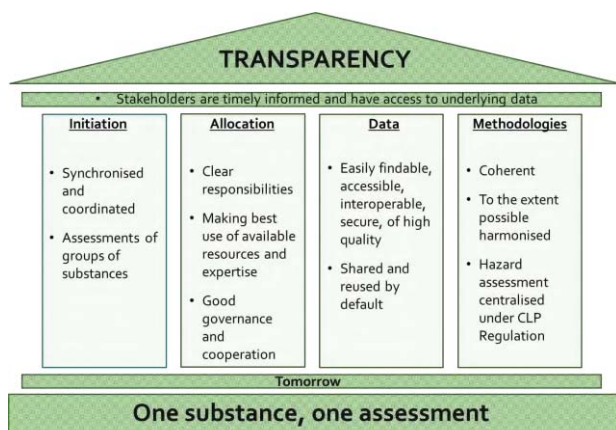 TRANSPARENCY
• Stakeholders are timely informed and have access to underlying data
Initiation
• Synchronised
and
coordinated
• Assessments of
groups of
substances
Allocation
• Clear
responsibilities
• Making best
use of available
resources and
expertise
• Good
governance
and
cooperation
Data
• Easily findable,
accessible,
interoperable,
secure, of high
quality
• Shared and
reused by
default
Methodologies
• Coherent
• To the extent
possible
harmonised
• Hazard
assessment
centralised
under CLP
Regulation
Tomorrow
One substance, one assessment